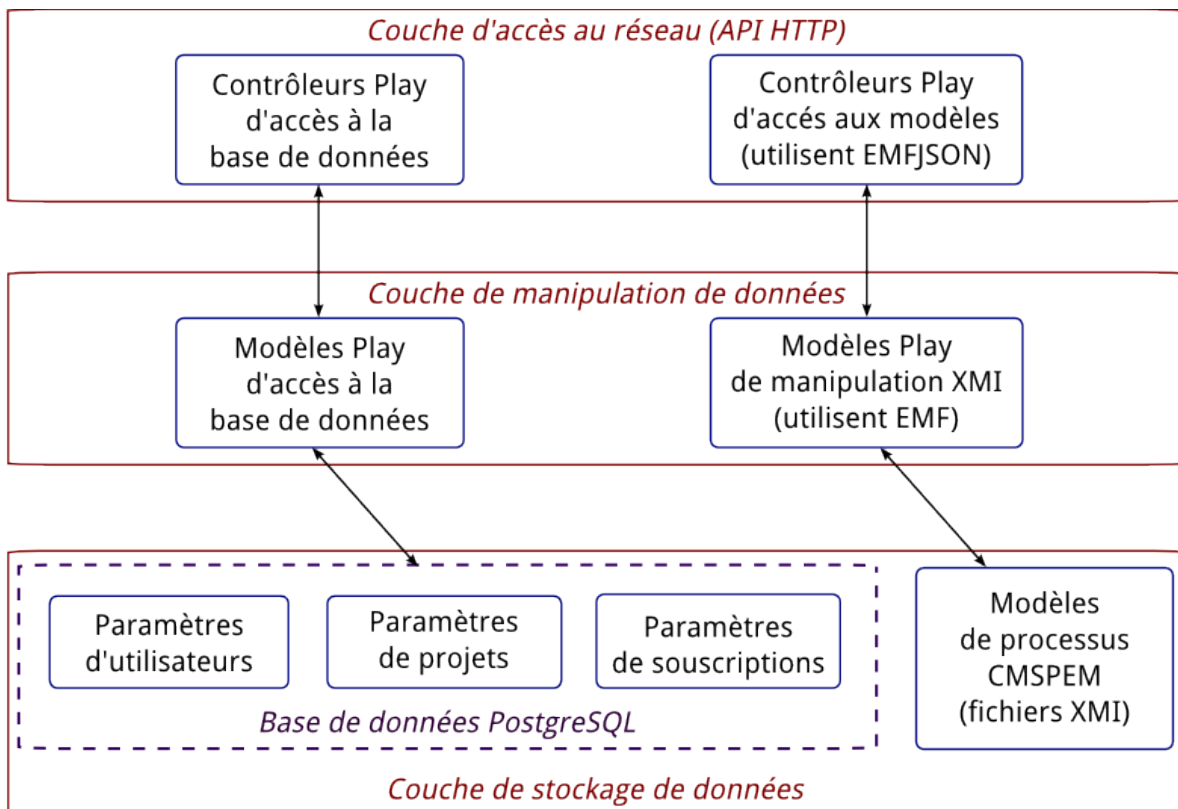 Couche d'accès au réseau (API HTTP)
Contrôleurs Play
d'accès à la
base de données
Contrôleurs Play
d'accés aux modèles
(utilisent EMFJSON)
Couche de manipulation de données
Modèles Play
d'accès à la
base de données
Modèles Play
de manipulation XMI
(utilisent EMF)
Paramètres
d'utilisateurs
Paramètres
de projets
Paramètres
de souscriptions
Base de données PostgreSQL
Modèles
de processus
CMSPEM
(fichiers XMI)
Couche de stockage de données